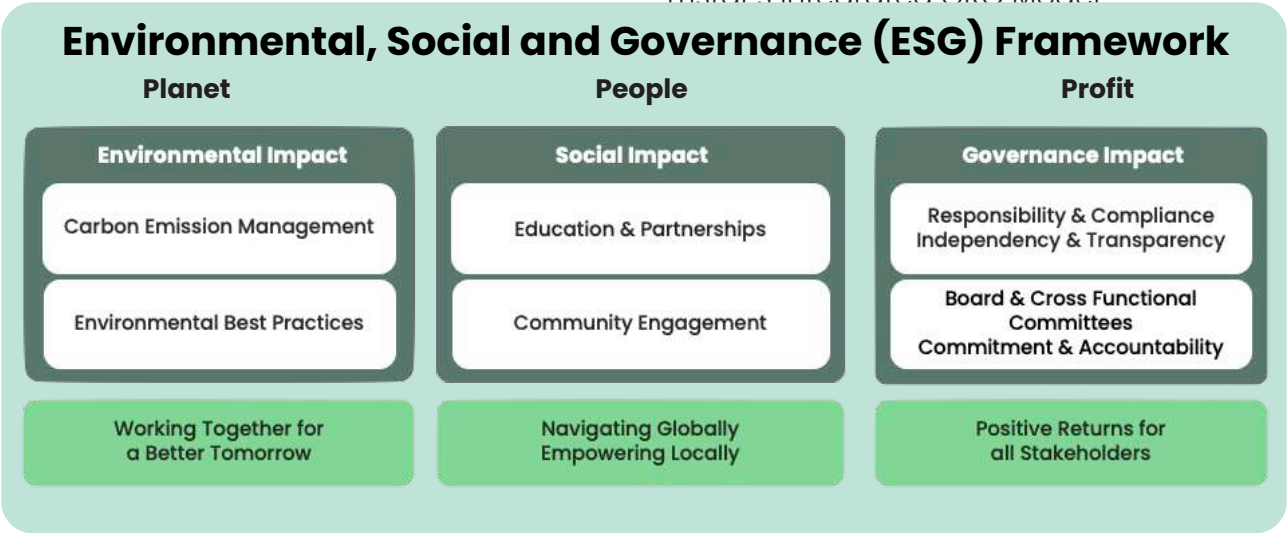 Environmental, Social and Governance (ESG) Framework
Planet
People
Profit
Environmental Impact
Carbon Emission Management
Environmental Best Practices
Working Together for
a Better Tomorrow
Social Impact
Education & Partnerships
Community Engagement
Navigating Globally
Empowering Locally
Governance Impact
Responsibility & Compliance
Independency & Transparency
Board & Cross Functional
Committees
Commitment & Accountability
Positive Returns for
all Stakeholders